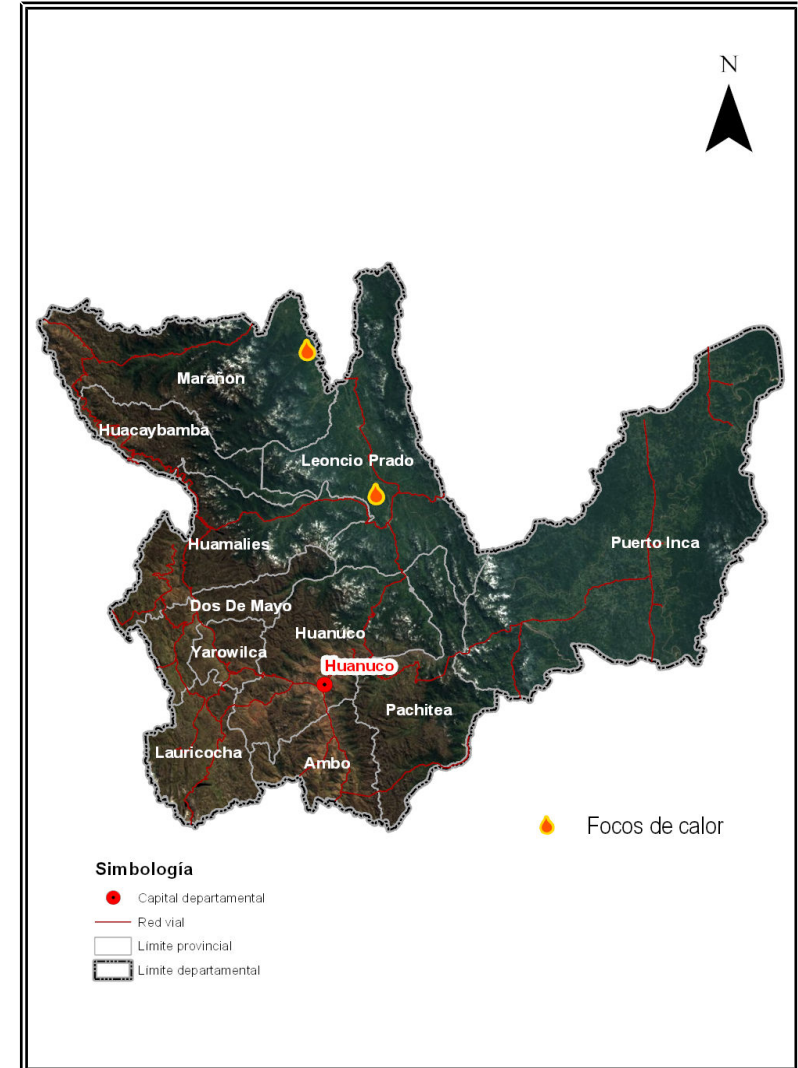 N
Marañon
Huacaybamba
Leoncio Prado
Huamalies
Puerto Inca
Dos De Mayo
Huanuco
Yarowilca
Huanuco
Pachitea
Lauricocha
Ambo
Focos de calor
Simbología
Capital departamental
Red vial
Límite provincial
Límite departamental